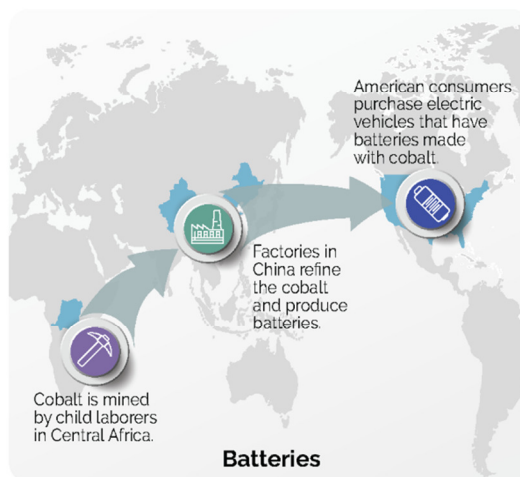 American consumers
purchase electric
vehicles that have
batteries made
with cobalt.
Factories in
China refine
the cobalt
and produce
batteries.
Cobalt is mined
by child laborers
in Central Africa.
Batteries